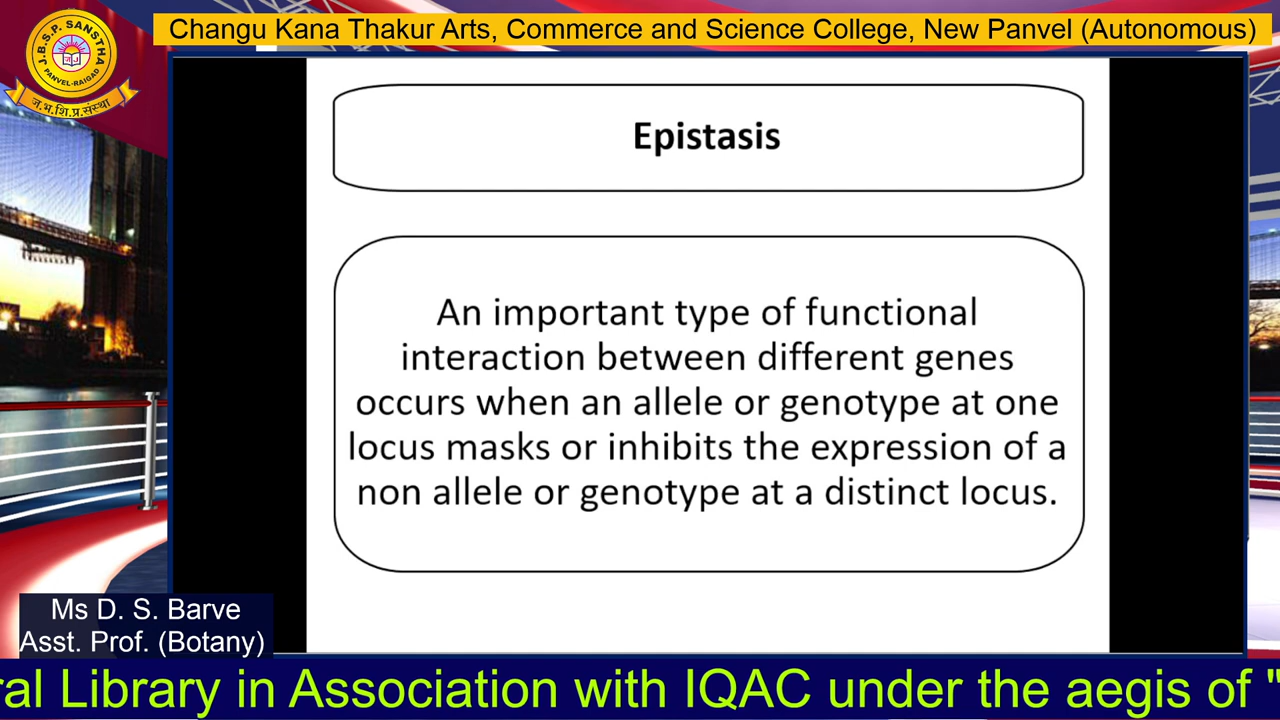 J.B.S.P. SANSTHA
PANVEL-RAIGAD
ज.भ.शि.प्र.संस्था
Changu Kana Thakur Arts, Commerce and Science College, New Panvel (Autonomous)
Epistasis
An important type of functional
interaction between different genes
occurs when an allele or genotype at one
locus masks or inhibits the expression of a
non allele or genotype at a distinct locus.
Ms D. S. Barve
Asst. Prof. (Botany)
ral Library in Association with IQAC under the aegis of "